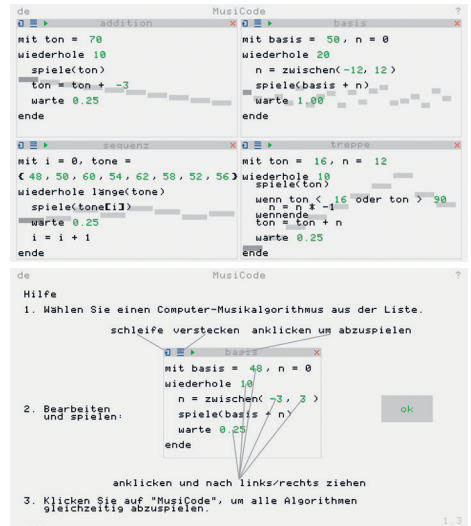 de MusiCode ?
addition ×
mit ton = 70
wiederhole 10
spiele(ton)
ton = ton + -3
warte 0.25
ende
basis ×
mit basis = 50, n = 0
wiederhole 20
n = zwischen(-12, 12)
spiele(basis + n)
warte 1.00
ende
sequenz ×
mit i = 0, tone =
{ 48, 50, 60, 54, 62, 58, 52, 56}
wiederhole länge(tone)
spiele(tone[i])
warte 0.25
i = i + 1
ende
treppe ×
mit ton = 16, n = 12
wiederhole 10
spiele(ton)
wenn ton < 16 oder ton > 90
n = n * -1
wennende
ton = ton + n
warte 0.25
ende
de MusiCode ?
Hilfe
1. Wählen Sie einen Computer-Musikalgorithmus aus der Liste.
schleife verstecken anklicken um abzuspielen
basis ×
mit basis = 48, n = 0
wiederhole 10
n = zwischen( -3, 3 )
spiele(basis + n)
warte 0.25
ende
2. Bearbeiten
und spielen:
ok
anklicken und nach links/rechts ziehen
3. Klicken Sie auf "MusiCode", um alle Algorithmen
gleichzeitig abzuspielen.
1..3